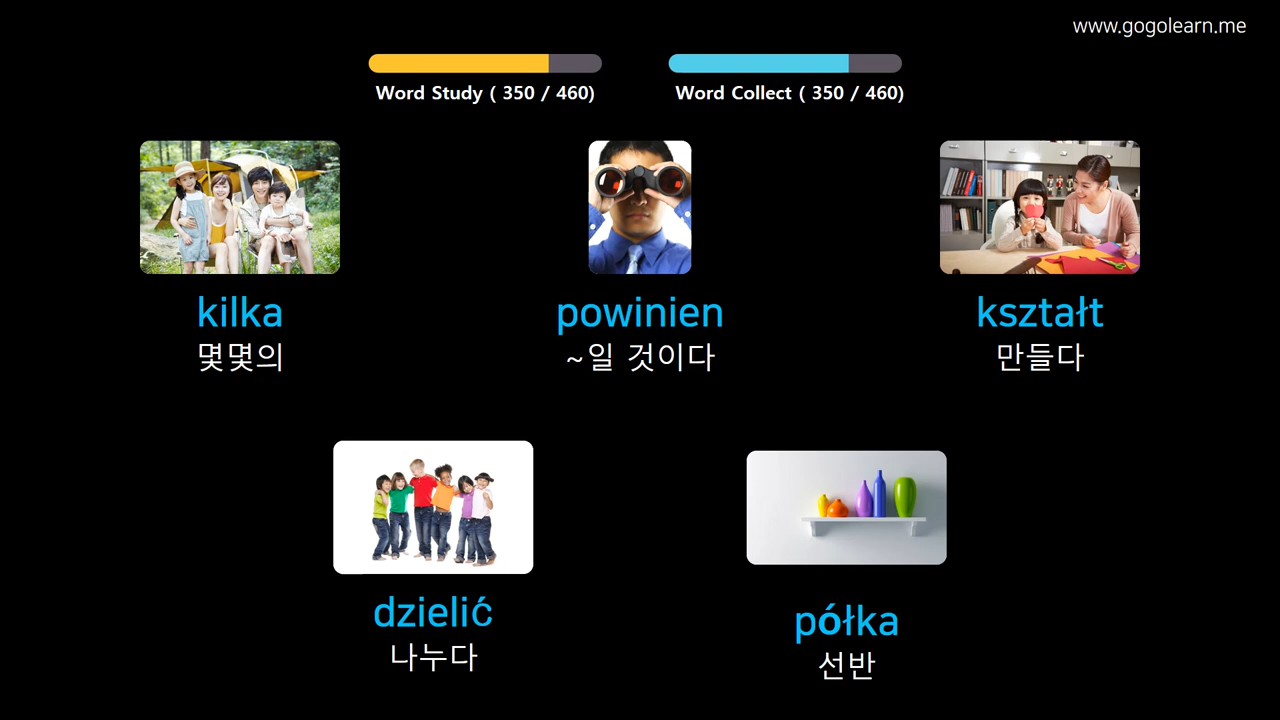 www.gogolearn.me
Word Study ( 350 / 460)
Word Collect ( 350 / 460)
kilka
몇몇의
powinien
~일 것이다
kształt
만들다
dzielić
나누다
półka
선반